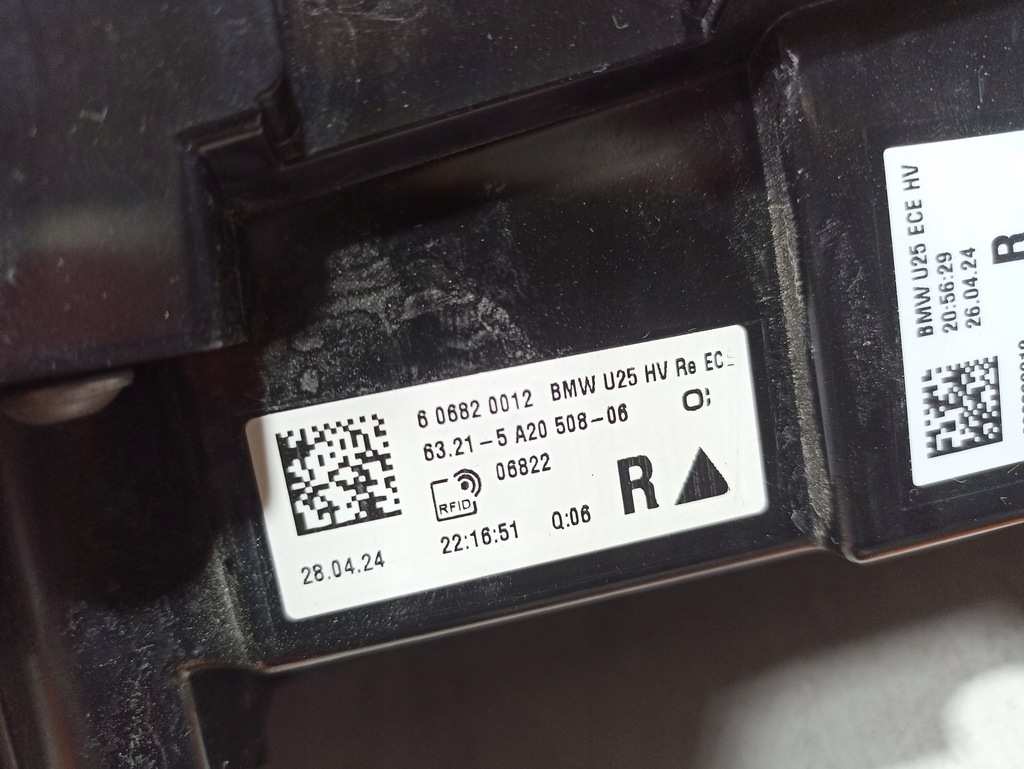 6 0682 0012 BMW U25 HV Re ECE
63.21-5 A20 508-06
RFID
06822
R
22:16:51 Q:06
28.04.24
BMW U25 ECE HV
20:56:29
26.04.24
R